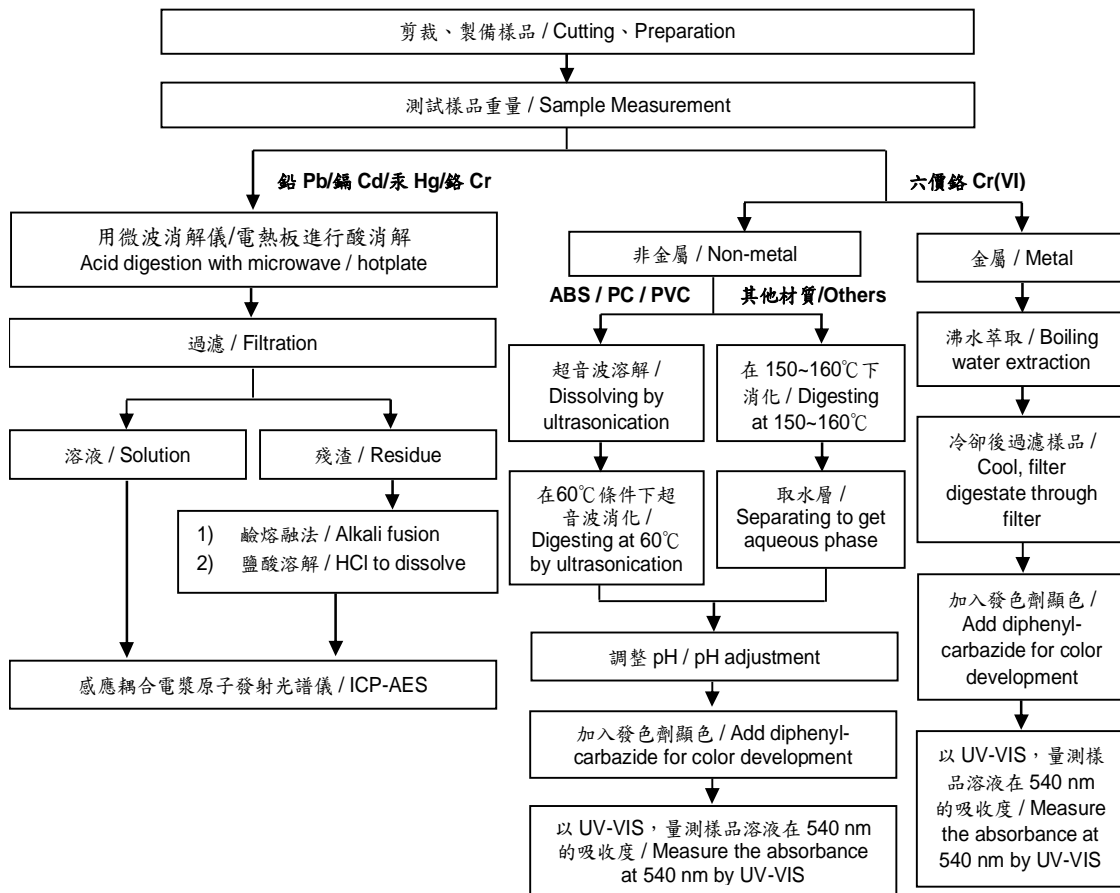 剪裁、製備樣品 / Cutting、Preparation
測試樣品重量 / Sample Measurement
鉛 Pb/鎘 Cd/汞 Hg/鉻 Cr
六價鉻 Cr(VI)
用微波消解儀/電熱板進行酸消解
Acid digestion with microwave / hotplate
過濾 / Filtration
溶液 / Solution
殘渣 / Residue
1) 鹼熔融法 / Alkali fusion
2) 鹽酸溶解 / HCl to dissolve
感應耦合電漿原子發射光譜儀 / ICP-AES
非金屬 / Non-metal
ABS / PC / PVC
其他材質/Others
超音波溶解 /
Dissolving by
ultrasonication
在 150~160℃下
消化 / Digesting
at 150~160℃
在60℃條件下超
音波消化 /
Digesting at 60℃
by ultrasonication
取水層 /
Separating to get
aqueous phase
調整 pH / pH adjustment
加入發色劑顯色 / Add diphenyl-
carbazide for color development
以 UV-VIS，量測樣品溶液在 540 nm
的吸收度 / Measure the absorbance
at 540 nm by UV-VIS
金屬 / Metal
沸水萃取 / Boiling
water extraction
冷卻後過濾樣品 /
Cool, filter
digestate through
filter
加入發色劑顯色 /
Add diphenyl-
carbazide for color
development
以 UV-VIS，量測樣
品溶液在 540 nm
的吸收度 / Measure
the absorbance at
540 nm by UV-VIS